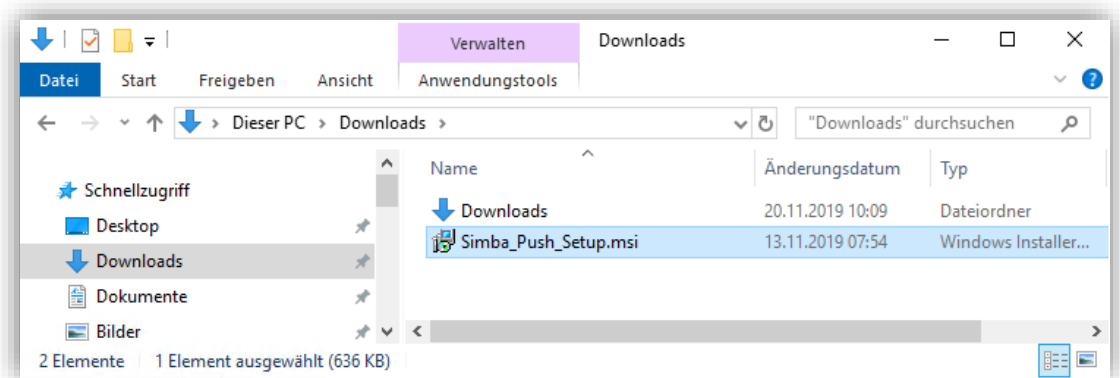 Verwalten Downloads
Datei Start Freigeben Ansicht Anwendungstools
Dieser PC > Downloads > "Downloads" durchsuchen
Name Änderungsdatum Typ
Schnellzugriff
Desktop
Downloads
Dokumente
Bilder
Downloads 20.11.2019 10:09 Dateiordner
Simba_Push_Setup.msi 13.11.2019 07:54 Windows Installer...
2 Elemente 1 Element ausgewählt (636 KB)